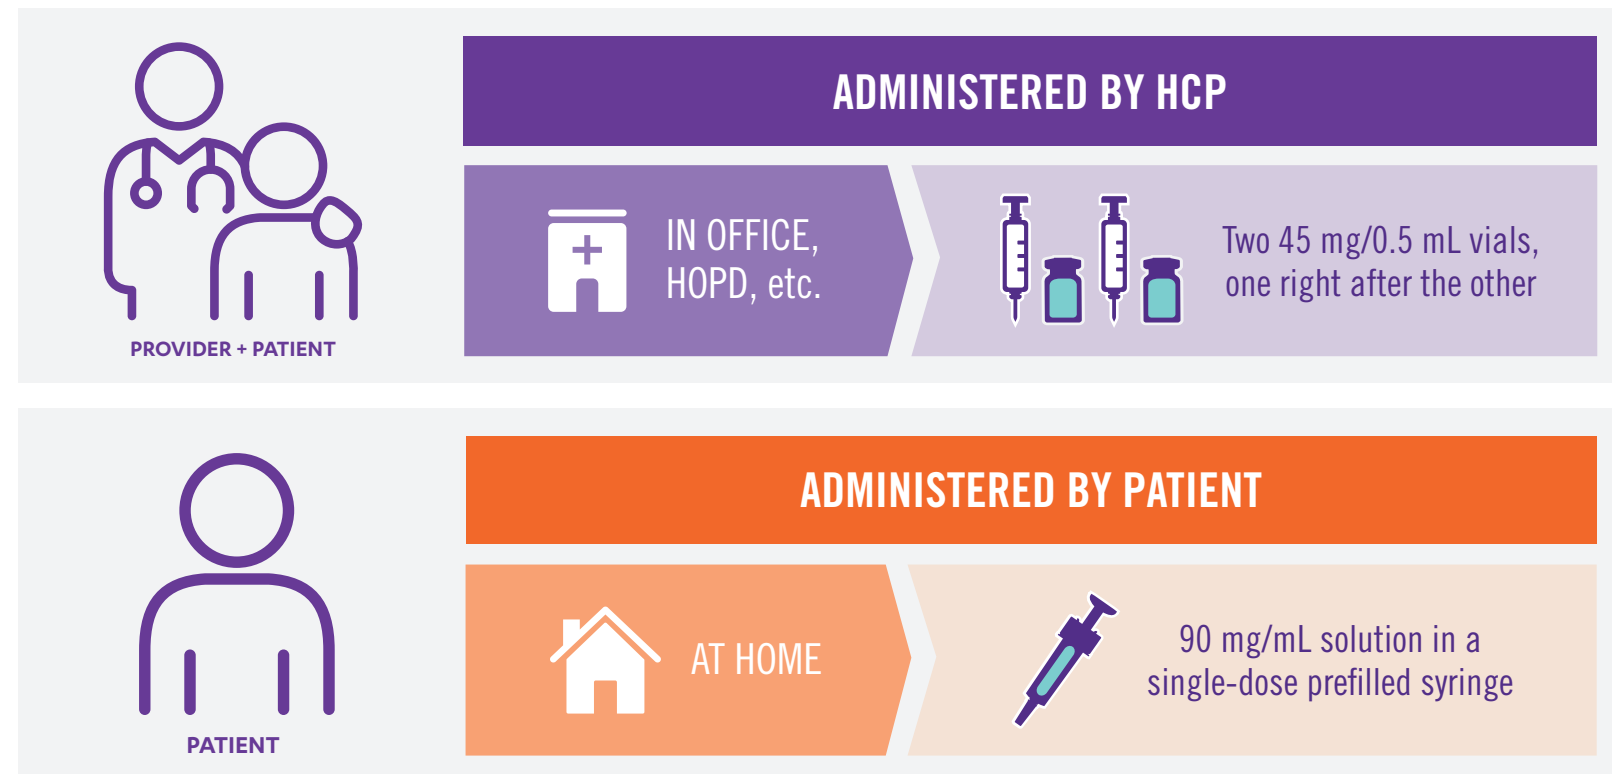 ADMINISTERED BY HCP
IN OFFICE,
HOPD, etc.
Two 45 mg/0.5 mL vials,
one right after the other
PROVIDER + PATIENT
ADMINISTERED BY PATIENT
AT HOME
90 mg/mL solution in a
single-dose prefilled syringe
PATIENT